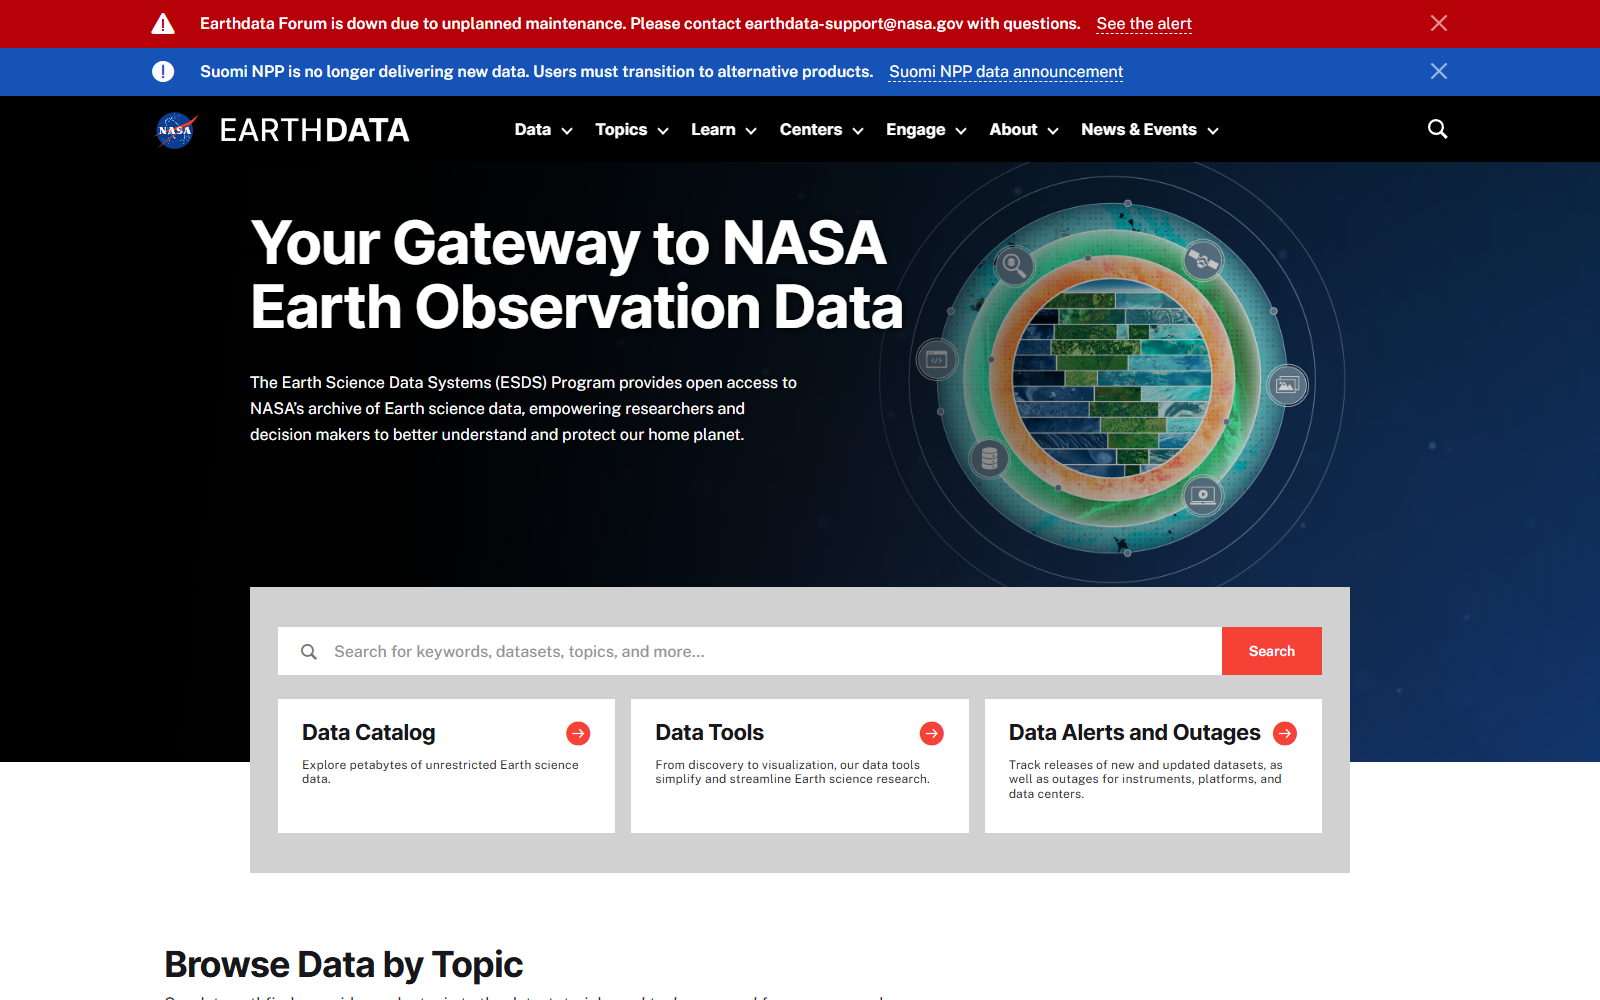 Earthdata Forum is down due to unplanned maintenance. Please contact earthdata-support@nasa.gov with questions. See the alert
Suomi NPP is no longer delivering new data. Users must transition to alternative products. Suomi NPP data announcement
NASA EARTHDATA Data Topics Learn Centers Engage About News & Events
Your Gateway to NASA
Earth Observation Data
The Earth Science Data Systems (ESDS) Program provides open access to
NASA’s archive of Earth science data, empowering researchers and
decision makers to better understand and protect our home planet.
Search for keywords, datasets, topics, and more...
Search
Data Catalog
Explore petabytes of unrestricted Earth science
data.
Data Tools
From discovery to visualization, our data tools
simplify and streamline Earth science research.
Data Alerts and Outages
Track releases of new and updated datasets, as
well as outages for instruments, platforms, and
data centers.
Browse Data by Topic